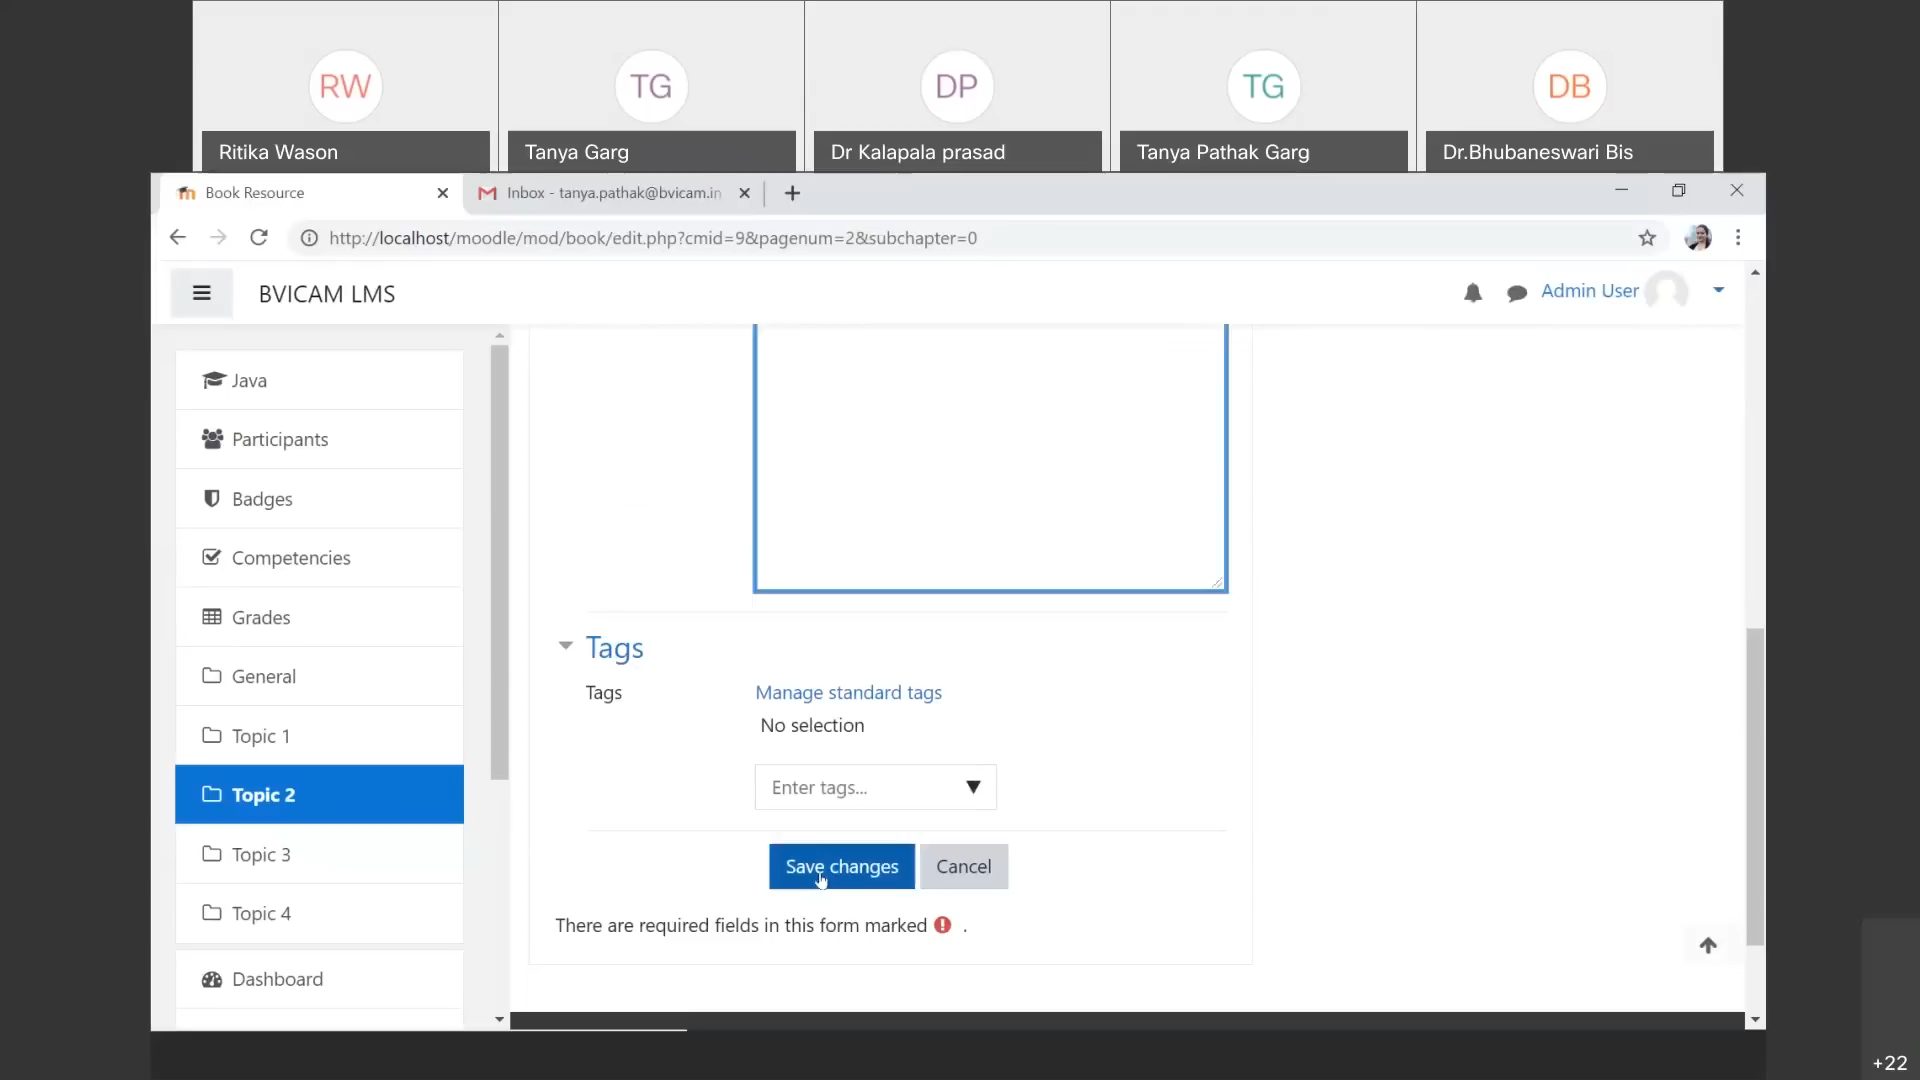 RW
TG
DP
TG
DB
Ritika Wason
Tanya Garg
Dr Kalapala prasad
Tanya Pathak Garg
Dr.Bhubaneswari Bis
Book Resource
Inbox - tanya.pathak@bvicam.in
http://localhost/moodle/mod/book/edit.php?cmid=9&pagenum=2&subchapter=0
BVICAM LMS
Admin User
Java
Participants
Badges
Competencies
Grades
General
Topic 1
Topic 2
Topic 3
Topic 4
Dashboard
Tags
Tags
Manage standard tags
No selection
Enter tags...
Save changes
Cancel
There are required fields in this form marked .
+22